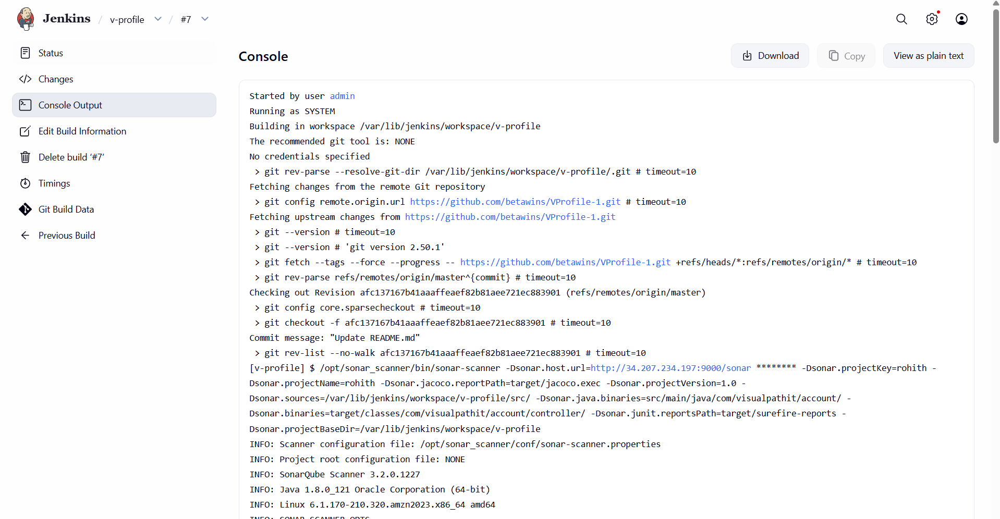 Jenkins / v-profile / #7
Status
Changes
Console Output
Edit Build Information
Delete build ‘#7’
Timings
Git Build Data
Previous Build
Console
Download
Copy
View as plain text
Started by user admin
Running as SYSTEM
Building in workspace /var/lib/jenkins/workspace/v-profile
The recommended git tool is: NONE
No credentials specified
 > git rev-parse --resolve-git-dir /var/lib/jenkins/workspace/v-profile/.git # timeout=10
Fetching changes from the remote Git repository
 > git config remote.origin.url https://github.com/betawins/VProfile-1.git # timeout=10
Fetching upstream changes from https://github.com/betawins/VProfile-1.git
 > git --version # timeout=10
 > git --version # 'git version 2.50.1'
 > git fetch --tags --force --progress -- https://github.com/betawins/VProfile-1.git +refs/heads/*:refs/remotes/origin/* # timeout=10
 > git rev-parse refs/remotes/origin/master^{commit} # timeout=10
Checking out Revision afc137167b41aaaffeaef82b81aee721ec883901 (refs/remotes/origin/master)
 > git config core.sparsecheckout # timeout=10
 > git checkout -f afc137167b41aaaffeaef82b81aee721ec883901 # timeout=10
Commit message: "Update README.md"
 > git rev-list --no-walk afc137167b41aaaffeaef82b81aee721ec883901 # timeout=10
[v-profile] $ /opt/sonar_scanner/bin/sonar-scanner -Dsonar.host.url=http://34.207.234.197:9000/sonar ******** -Dsonar.projectKey=rohith -
Dsonar.projectName=rohith -Dsonar.jacoco.reportPath=target/jacoco.exec -Dsonar.projectVersion=1.0 -
Dsonar.sources=/var/lib/jenkins/workspace/v-profile/src/ -Dsonar.java.binaries=src/main/java/com/visualpathit/account/ -
Dsonar.binaries=target/classes/com/visualpathit/account/controller/ -Dsonar.junit.reportsPath=target/surefire-reports -
Dsonar.projectBaseDir=/var/lib/jenkins/workspace/v-profile
INFO: Scanner configuration file: /opt/sonar_scanner/conf/sonar-scanner.properties
INFO: Project root configuration file: NONE
INFO: SonarQube Scanner 3.2.0.1227
INFO: Java 1.8.0_121 Oracle Corporation (64-bit)
INFO: Linux 6.1.170-210.320.amzn2023.x86_64 amd64
INFO: SONAR_SCANNER_OPTS